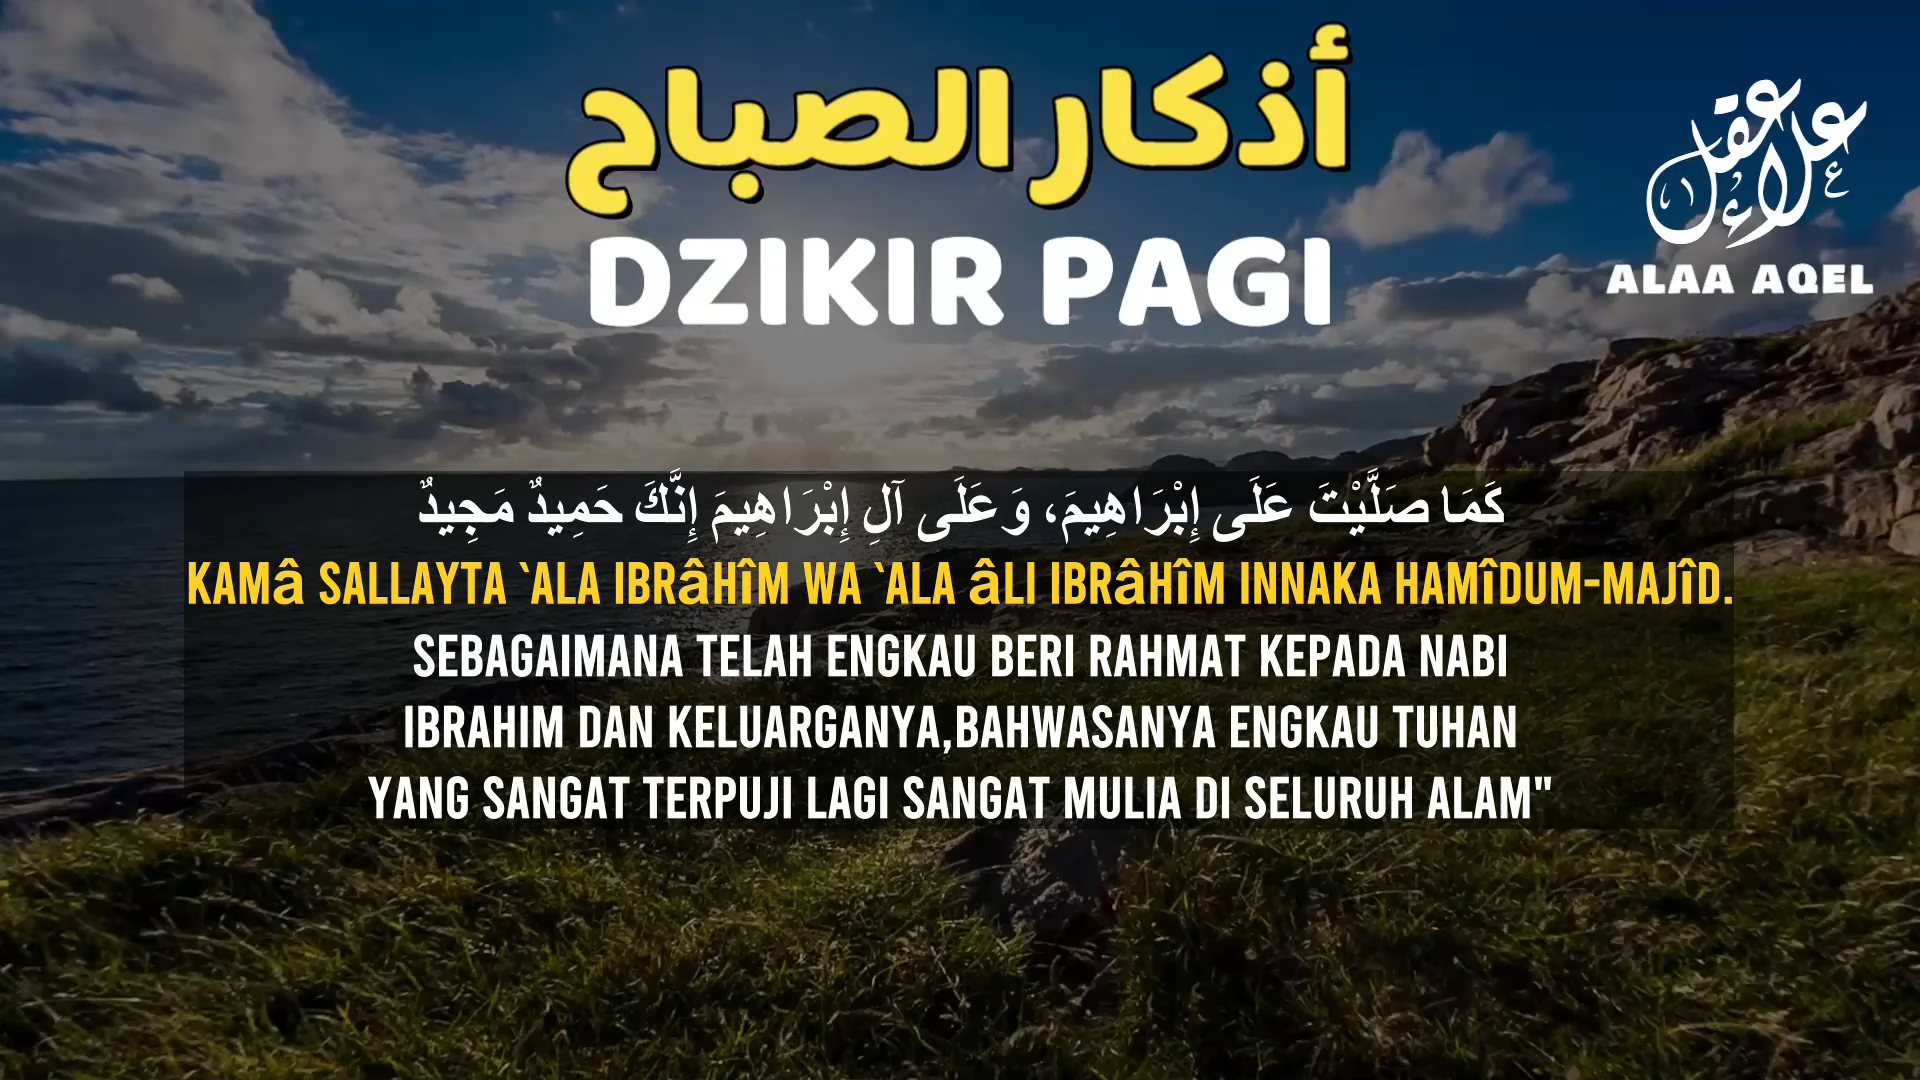 أذكار الصباح
DZIKIR PAGI
علاء عقل
ALAA AQEL
كَمَا صَلَّيْتَ عَلَى إِبْرَاهِيمَ، وَعَلَى آلِ إِبْرَاهِيمَ إِنَّكَ حَمِيدٌ مَجِيدٌ
KAMâ SALLAYTA `ALA IBRâHîM WA `ALA âLI IBRâHîM INNAKA HAMîDUM-MAJîD.
SEBAGAIMANA TELAH ENGKAU BERI RAHMAT KEPADA NABI
IBRAHIM DAN KELUARGANYA,BAHWASANYA ENGKAU TUHAN
YANG SANGAT TERPUJI LAGI SANGAT MULIA DI SELURUH ALAM"